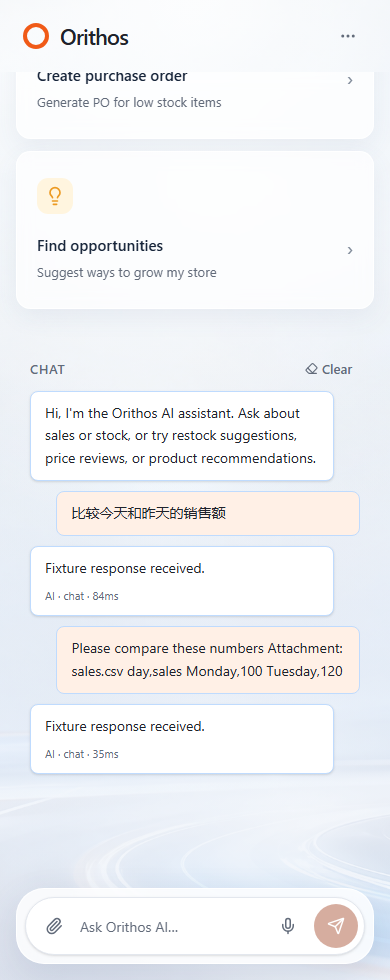 Orithos
Create purchase order
Generate PO for low stock items
Find opportunities
Suggest ways to grow my store
CHAT
Clear
Hi, I'm the Orithos AI assistant. Ask about
sales or stock, or try restock suggestions,
price reviews, or product recommendations.
比较今天和昨天的销售额
Fixture response received.
AI · chat · 84ms
Please compare these numbers Attachment:
sales.csv day,sales Monday,100 Tuesday,120
Fixture response received.
AI · chat · 35ms
Ask Orithos AI...